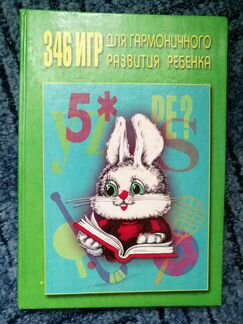 346 ИГР
ДЛЯ ГАРМОНИЧНОГО
РАЗВИТИЯ РЕБЕНКА
5*
РЕ?
S